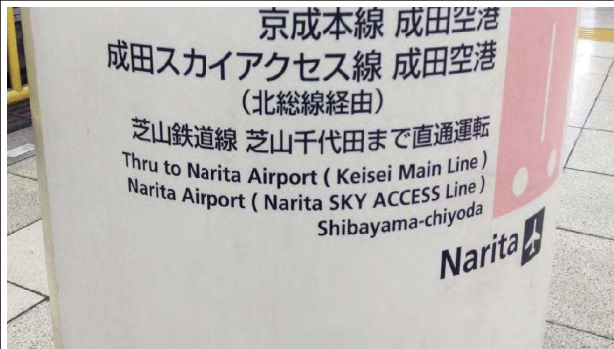 京成本線 成田空港
成田スカイアクセス線 成田空港
（北総線経由）
芝山鉄道線 芝山千代田まで直通運転
Thru to Narita Airport ( Keisei Main Line )
Narita Airport ( Narita SKY ACCESS Line )
Shibayama-chiyoda
Narita